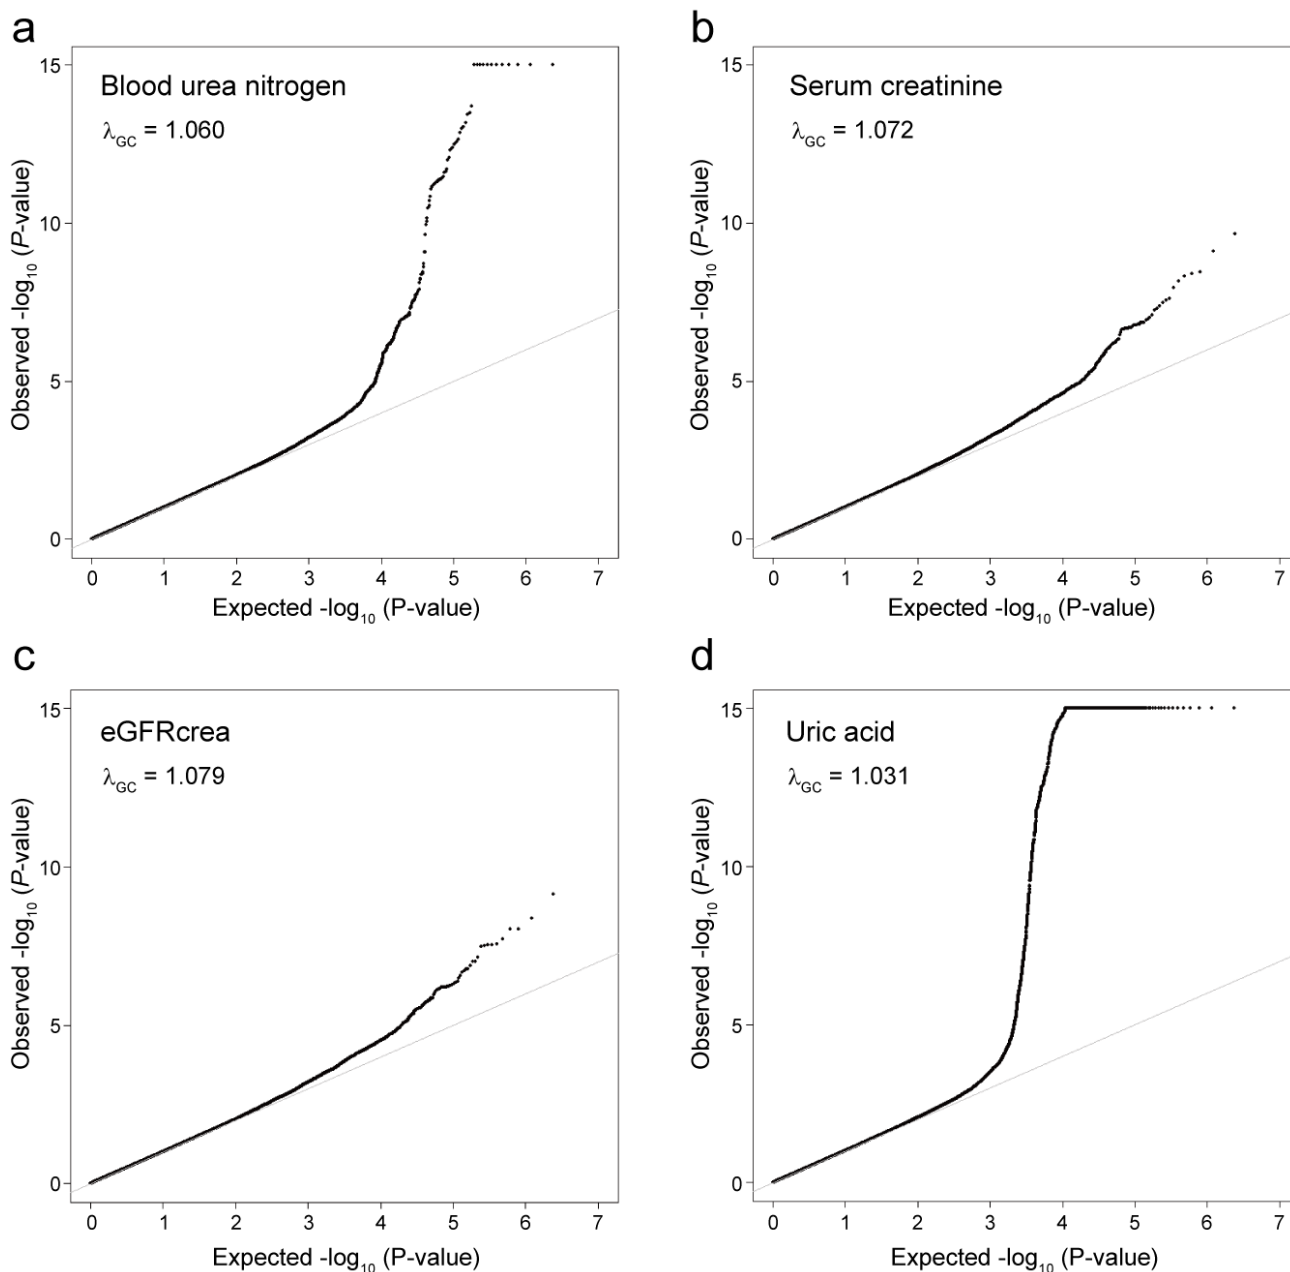 a
Blood urea nitrogen
λGC = 1.060
Observed -log10 (P-value)
15
10
5
0
0 1 2 3 4 5 6 7
Expected -log10 (P-value)
b
Serum creatinine
λGC = 1.072
Observed -log10 (P-value)
15
10
5
0
0 1 2 3 4 5 6 7
Expected -log10 (P-value)
c
eGFRcrea
λGC = 1.079
Observed -log10 (P-value)
15
10
5
0
0 1 2 3 4 5 6 7
Expected -log10 (P-value)
d
Uric acid
λGC = 1.031
Observed -log10 (P-value)
15
10
5
0
0 1 2 3 4 5 6 7
Expected -log10 (P-value)